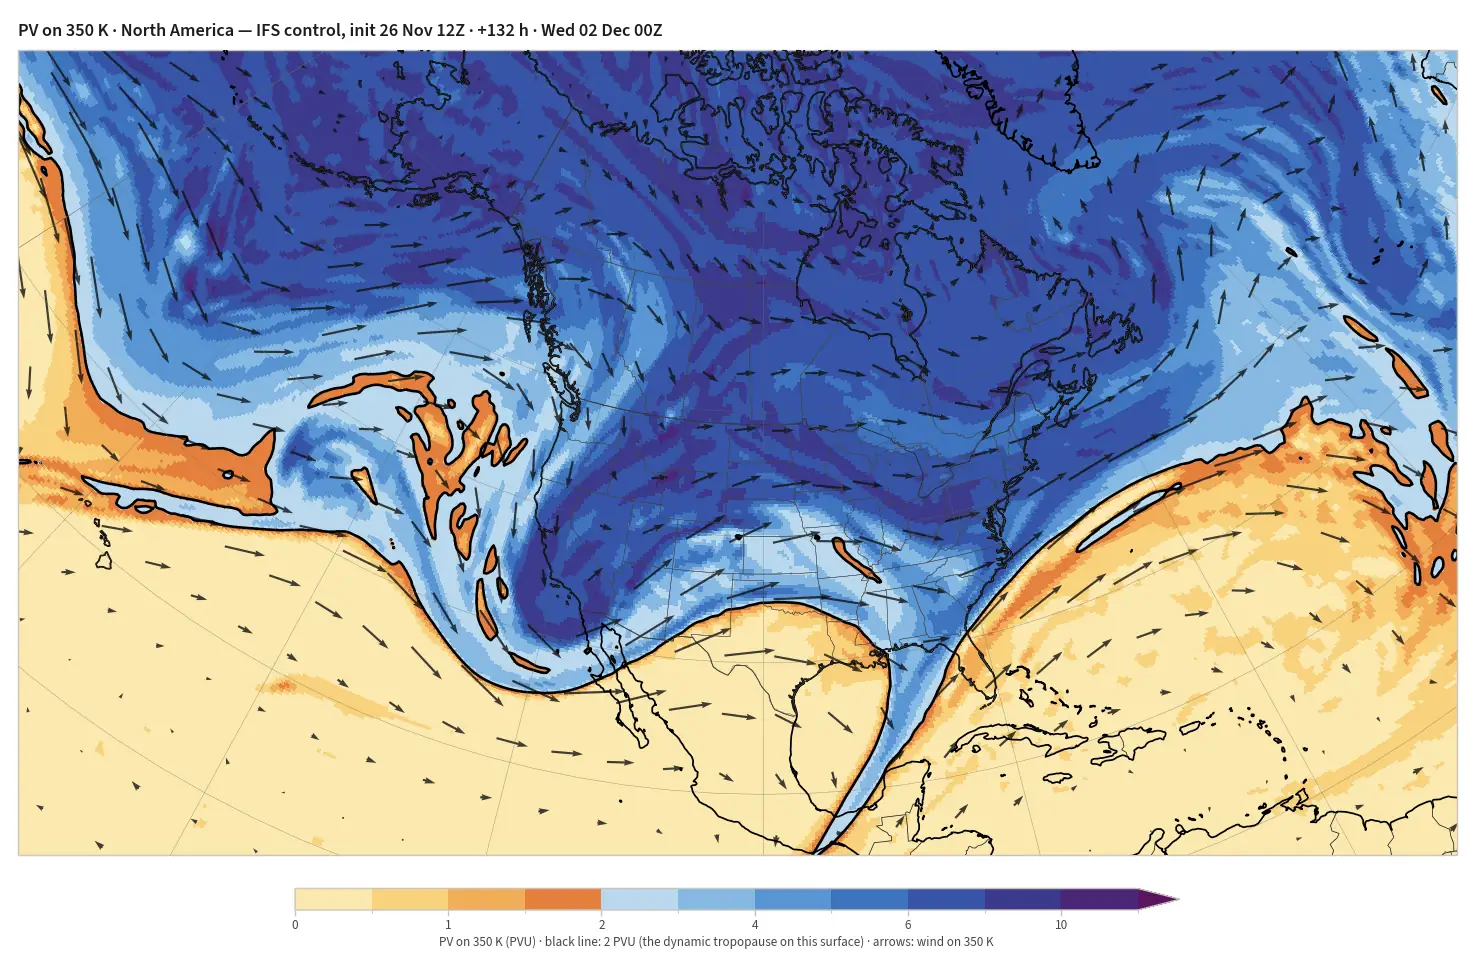 PV on 350 K · North America — IFS control, init 26 Nov 12Z · +132 h · Wed 02 Dec 00Z
0 1 2 4 6 10
PV on 350 K (PVU) · black line: 2 PVU (the dynamic tropopause on this surface) · arrows: wind on 350 K